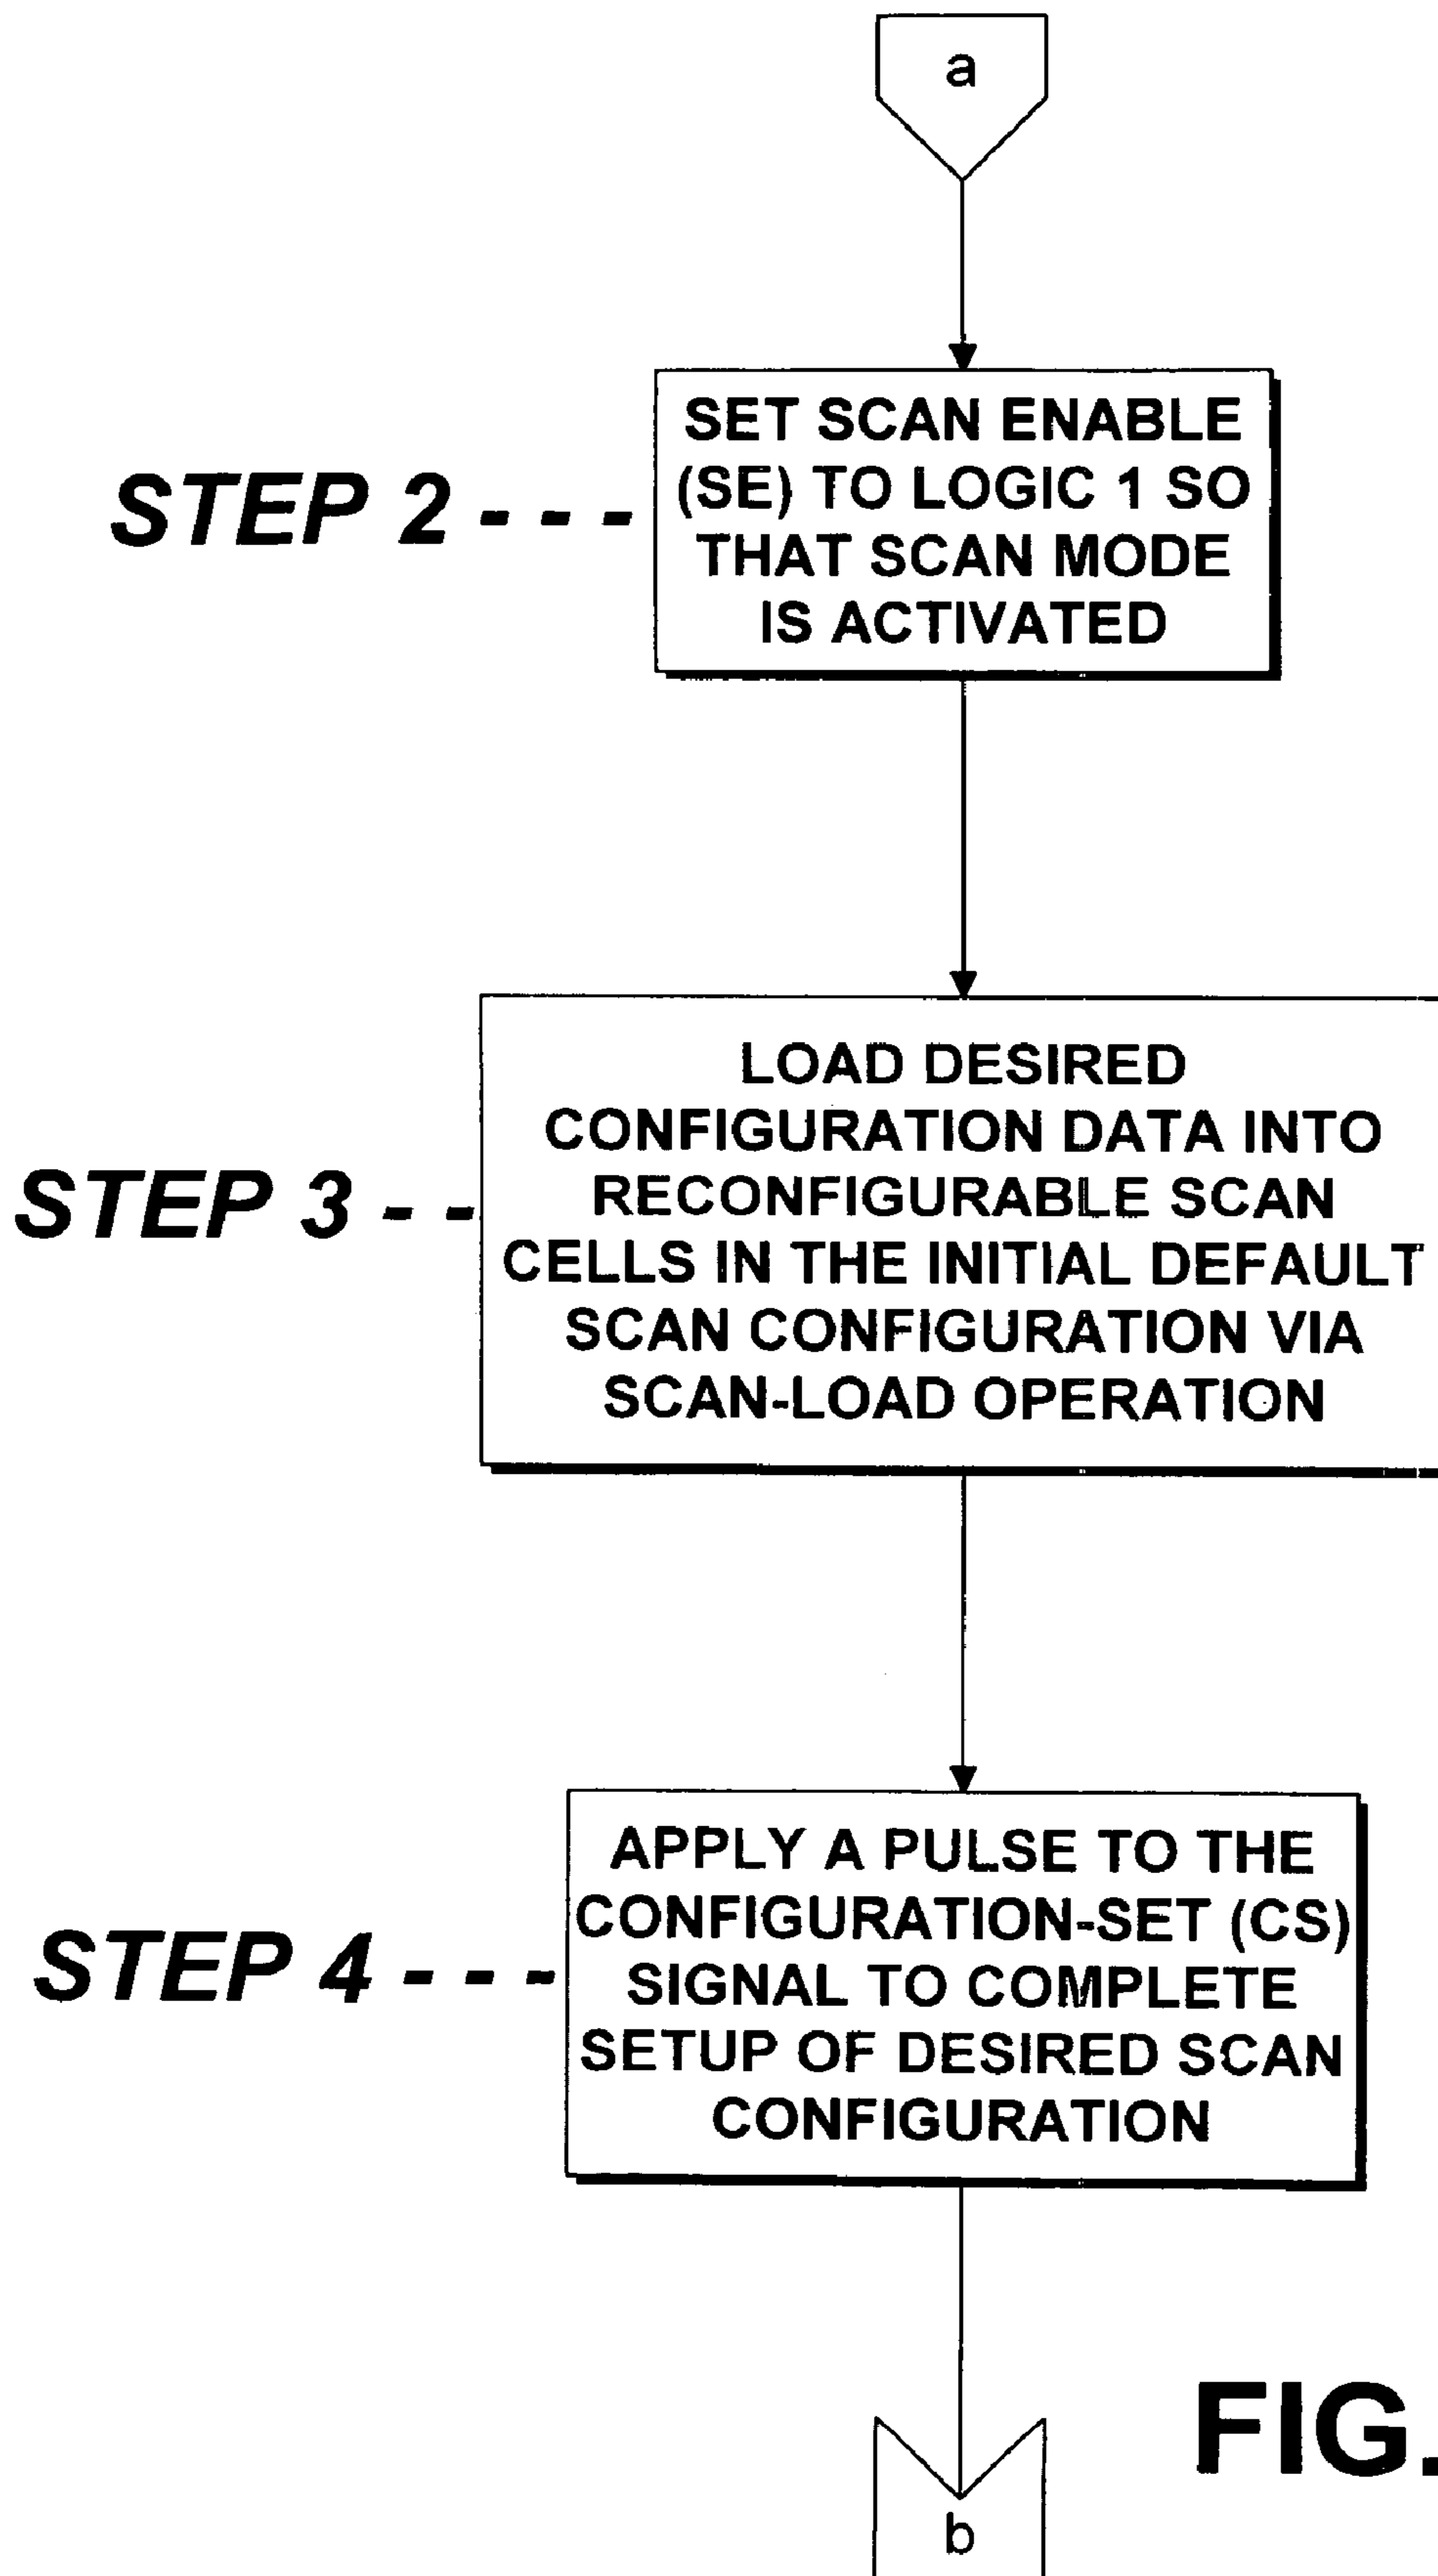 a
SET SCAN ENABLE
(SE) TO LOGIC 1 SO
THAT SCAN MODE
IS ACTIVATED
STEP 2 - - -
LOAD DESIRED
CONFIGURATION DATA INTO
RECONFIGURABLE SCAN
CELLS IN THE INITIAL DEFAULT
SCAN CONFIGURATION VIA
SCAN-LOAD OPERATION
STEP 3 - -
APPLY A PULSE TO THE
CONFIGURATION-SET (CS)
SIGNAL TO COMPLETE
SETUP OF DESIRED SCAN
CONFIGURATION
STEP 4 - - -
FIG.
b